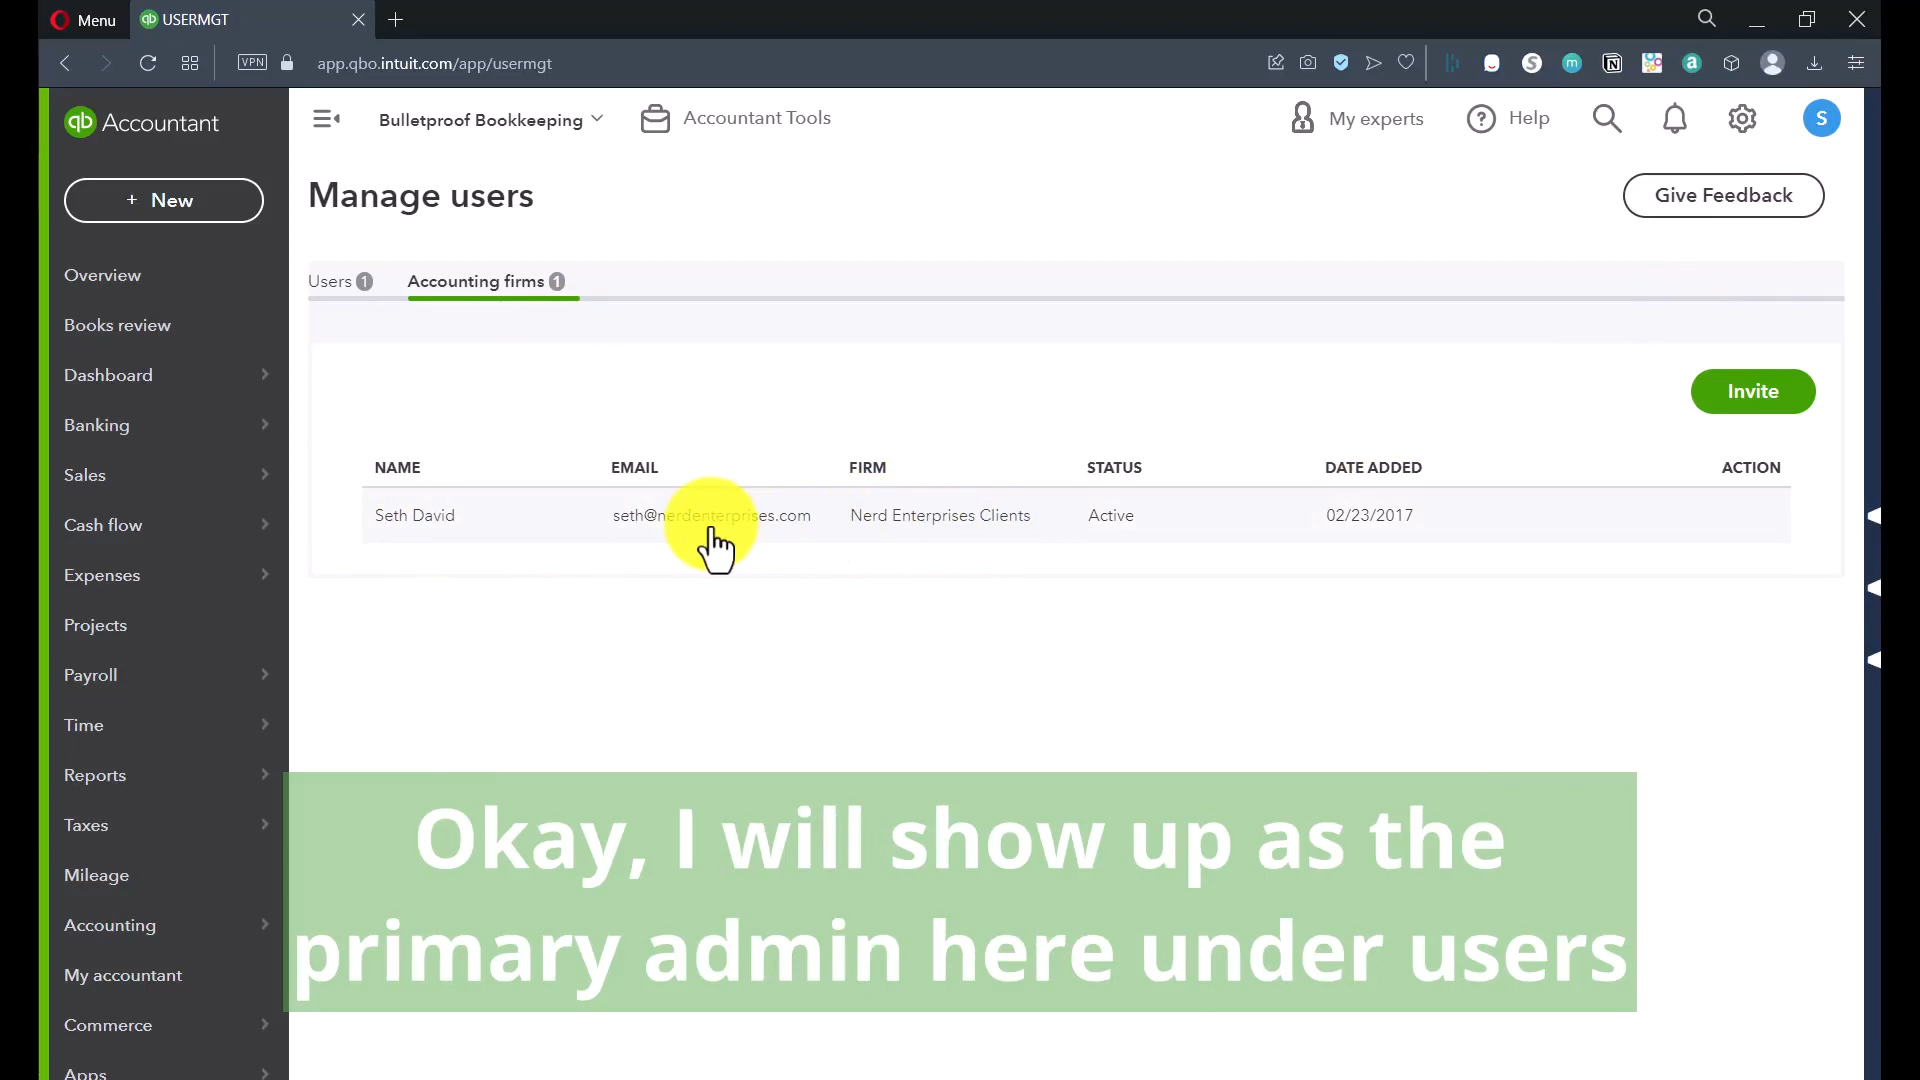 Menu
USERMGT
VPN
app.qbo.intuit.com/app/usermgt
qb Accountant
Bulletproof Bookkeeping
Accountant Tools
My experts
? Help
S
+ New
Manage users
Give Feedback
Users 1
Accounting firms 1
Invite
NAME EMAIL FIRM STATUS DATE ADDED ACTION
Seth David seth@nerdenterprises.com Nerd Enterprises Clients Active 02/23/2017
Overview
Books review
Dashboard
Banking
Sales
Cash flow
Expenses
Projects
Payroll
Time
Reports
Taxes
Mileage
Accounting
My accountant
Commerce
Apps
Okay, I will show up as the
primary admin here under users